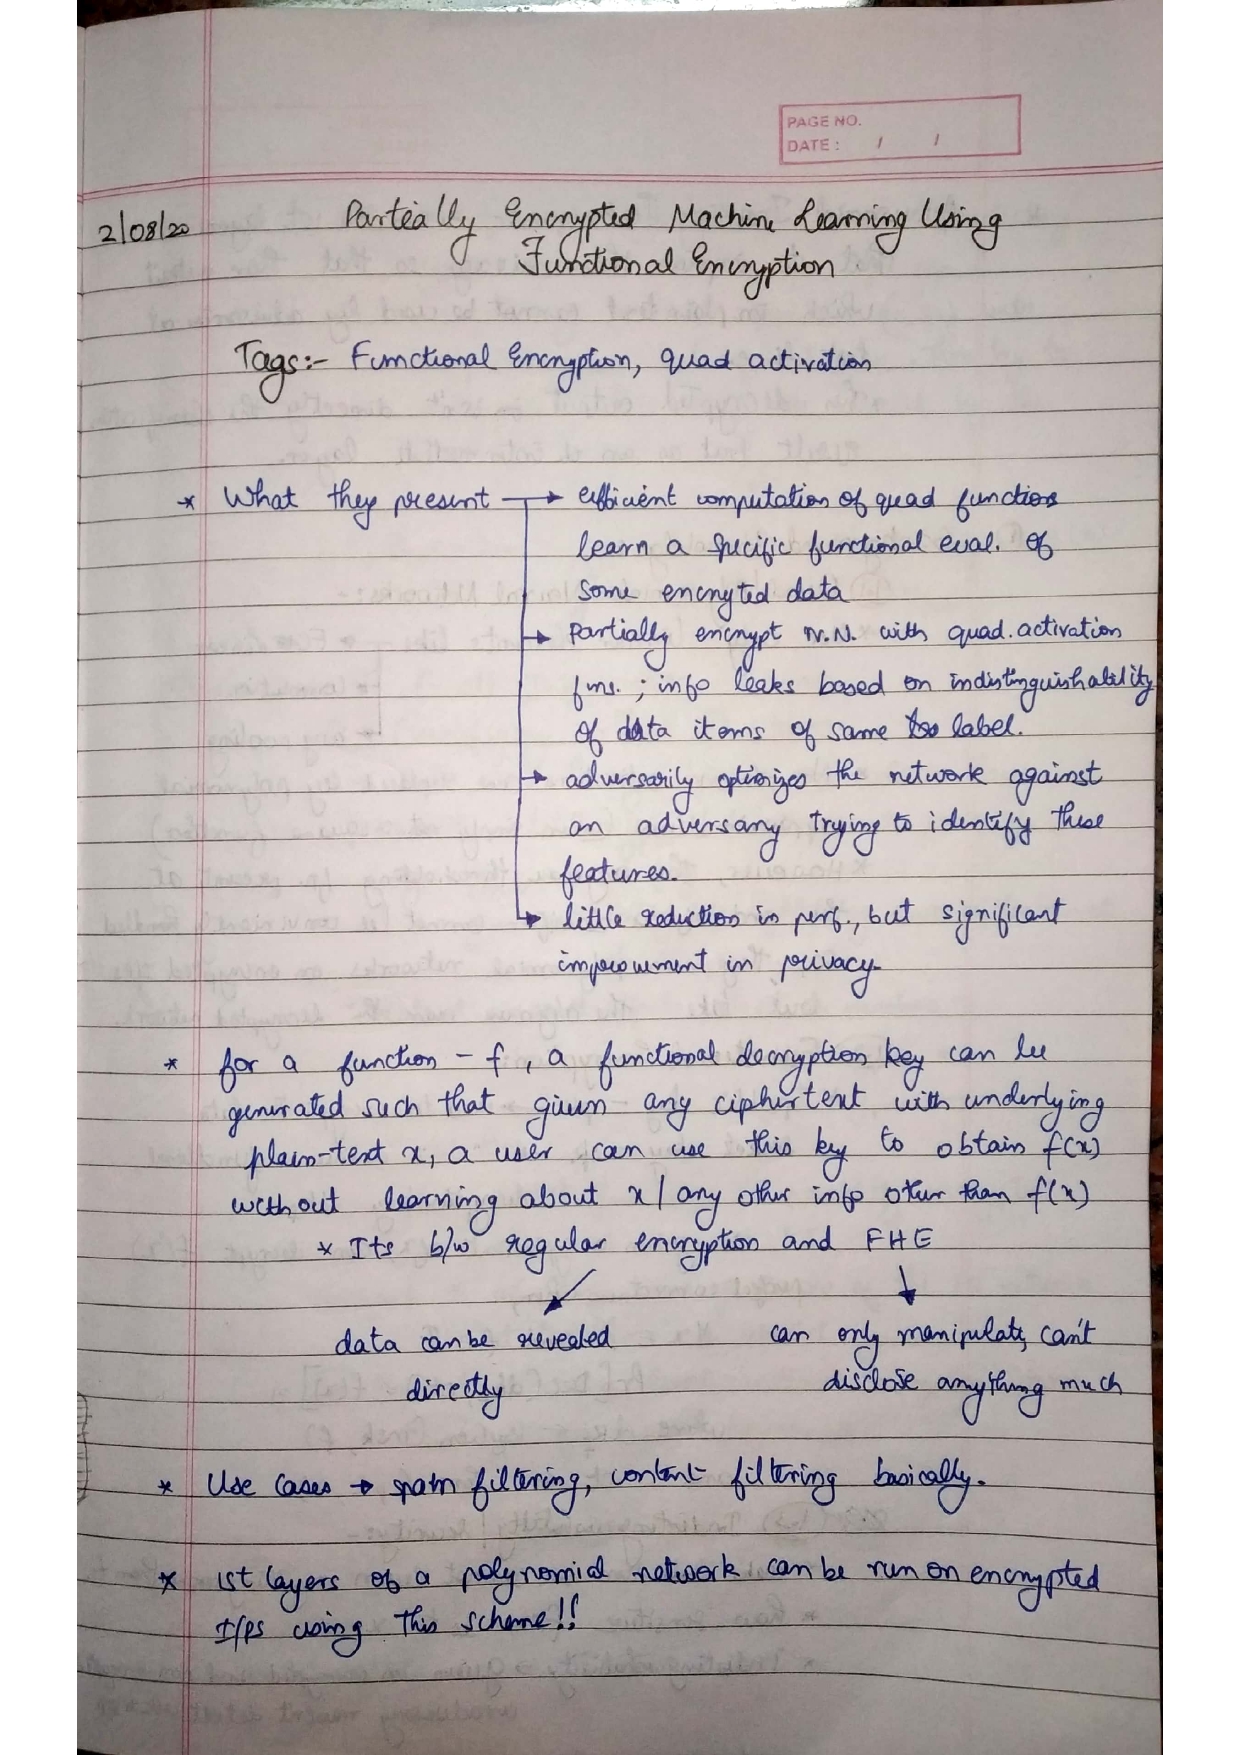 PAGE NO.
DATE : / /
2/08/20
Partially Encrypted Machine Learning Using
Functional Encryption
Tags:- Functional Encryption, quad activation
* What they present → efficient computation of quad functions
learn a specific functional eval. of
some encryted data
→ Partially encrypt N.N. with quad. activation
fns. ; info leaks based on indistinguishability
of data items of same label.
→ adversarily optimizes the network against
an adversary trying to identify these
features.
→ little reduction in perf., but significant
improvement in privacy
* for a function - f, a functional decryption key can be
generated such that given any ciphertext with underlying
plain-text x, a user can use this key to obtain f(x)
without learning about x / any other info other than f(x)
* Its b/w regular encryption and FHE
data can be revealed
directly
can only manipulate, can't
disclose anything much
* Use Cases → spam filtering, content filtering basically.
* 1st layers of a polynomial network can be run on encrypted
I/Ps using this scheme!!